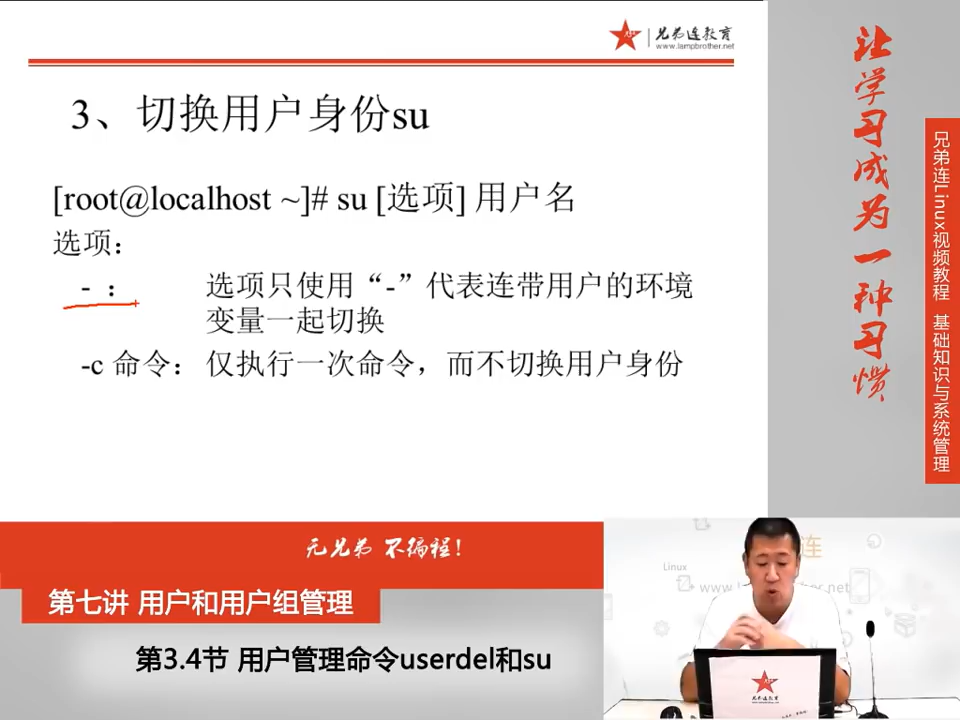 兄弟连教育
www.lampbrother.net
3、切换用户身份su
[root@localhost ~]# su [选项] 用户名
选项：
- ： 选项只使用“-”代表连带用户的环境
变量一起切换
-c 命令： 仅执行一次命令，而不切换用户身份
让学习成为一种习惯
兄弟连Linux视频教程 基础知识与系统管理
无兄弟 不编程！
第七讲 用户和用户组管理
第3.4节 用户管理命令userdel和su
连
Linux